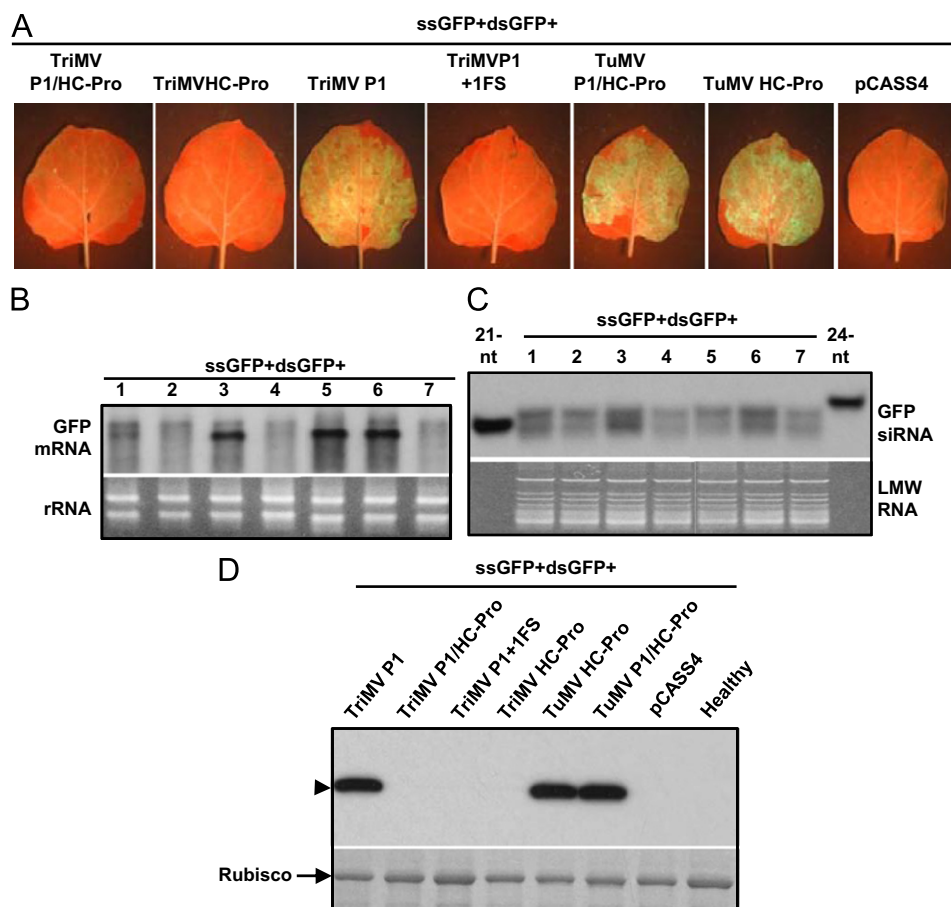 A
ssGFP+dsGFP+
TriMV
P1/HC-Pro
TriMVHC-Pro
TriMV P1
TriMVP1
+1FS
TuMV
P1/HC-Pro
TuMV HC-Pro
pCASS4
B
ssGFP+dsGFP+
1 2 3 4 5 6 7
GFP
mRNA
rRNA
C
21-
nt
ssGFP+dsGFP+
1 2 3 4 5 6 7
24-
nt
GFP
siRNA
LMW
RNA
D
ssGFP+dsGFP+
TriMV P1
TriMV P1/HC-Pro
TriMV P1+1FS
TriMV HC-Pro
TuMV HC-Pro
TuMV P1/HC-Pro
pCASS4
Healthy
Rubisco